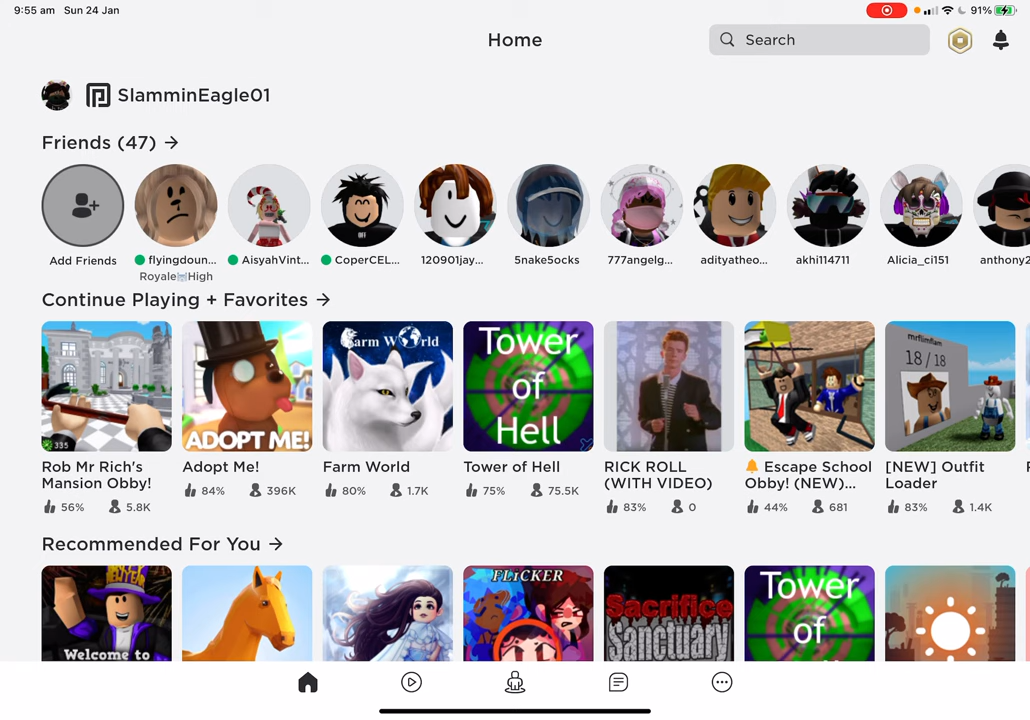 9:55 am Sun 24 Jan
91%
Home
Search
SlamminEagle01
Friends (47) →
Add Friends
flyingdoun...
Royale High
AisyahVint...
CoperCEL...
120901jay...
5nake5ocks
777angelg...
adityatheo...
akhi114711
Alicia_ci151
anthony2
OFF
Continue Playing + Favorites →
335
ADOPT ME!
Farm World
Tower
of
Hell
mrflimflam
18/18
Rob Mr Rich's
Mansion Obby!
56% 5.8K
Adopt Me!
84% 396K
Farm World
80% 1.7K
Tower of Hell
75% 75.5K
RICK ROLL
(WITH VIDEO)
83% 0
Escape School
Obby! (NEW)...
44% 681
[NEW] Outfit
Loader
83% 1.4K
Recommended For You →
Welcome to
FLICKER
Sacrifice
Sanctuary
Tower
of